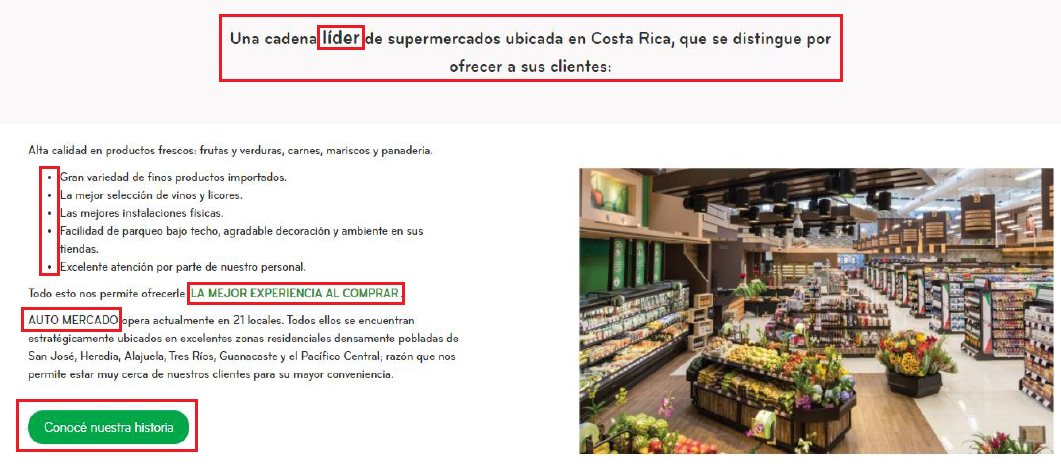 Una cadena líder de supermercados ubicada en Costa Rica, que se distingue por
ofrecer a sus clientes:
Alta calidad en productos frescos: frutas y verduras, carnes, mariscos y panadería.
• Gran variedad de finos productos importados.
• La mejor selección de vinos y licores.
• Las mejores instalaciones físicas.
• Facilidad de parqueo bajo techo, agradable decoración y ambiente en sus
tiendas.
• Excelente atención por parte de nuestro personal.
Todo esto nos permite ofrecerle LA MEJOR EXPERIENCIA AL COMPRAR.
AUTO MERCADO opera actualmente en 21 locales. Todos ellos se encuentran
estratégicamente ubicados en excelentes zonas residenciales densamente pobladas de
San José, Heredia, Alajuela, Tres Ríos, Guanacaste y el Pacífico Central; razón que nos
permite estar muy cerca de nuestros clientes para su mayor conveniencia.
Conocé nuestra historia